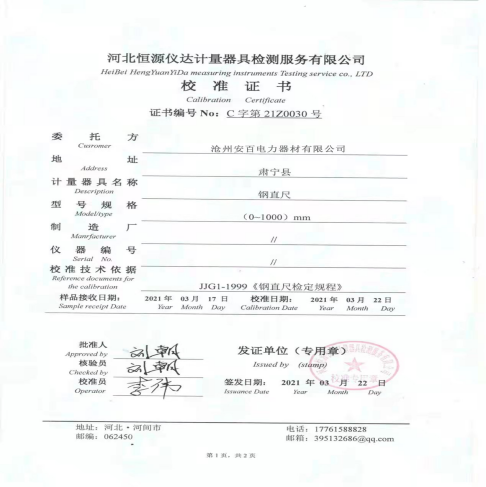 河北恒源仪达计量器具检测服务有限公司
HeiBei HengYuanYiDa measuring instruments Testing service co., LTD
校 准 证 书
Calibration Certificate
证书编号 No: C 字第 21Z0030 号
委 托 方 沧州安百电力器材有限公司
Cusromer
地 址 肃宁县
Address
计量器具名称 钢直尺
Description
型 号 规 格 (0-1000) mm
Model/type
制 造 厂 //
Manrfacturer
仪 器 编 号 //
Serial No.
校准技术依据 JJG1-1999《钢直尺检定规程》
Reference documents for
the calibration
样品接收日期: 2021 年 03 月 17 日 校准日期: 2021 年 03 月 22 日
Sample receipt Date Year Month Day Calibration Date Year Month Day
批准人 刘朝
Approved by
发证单位（专用章）
核验员 刘朝
Issued by (stamp)
Checked by
校准员 李伟
签发日期: 2021 年 03 月 22 日
Operator
Issuance Date Year Month Day
地址: 河北·河间市 电话: 17761588828
邮编: 062450 邮箱: 395132686@qq.com
第 1 页, 共 2 页